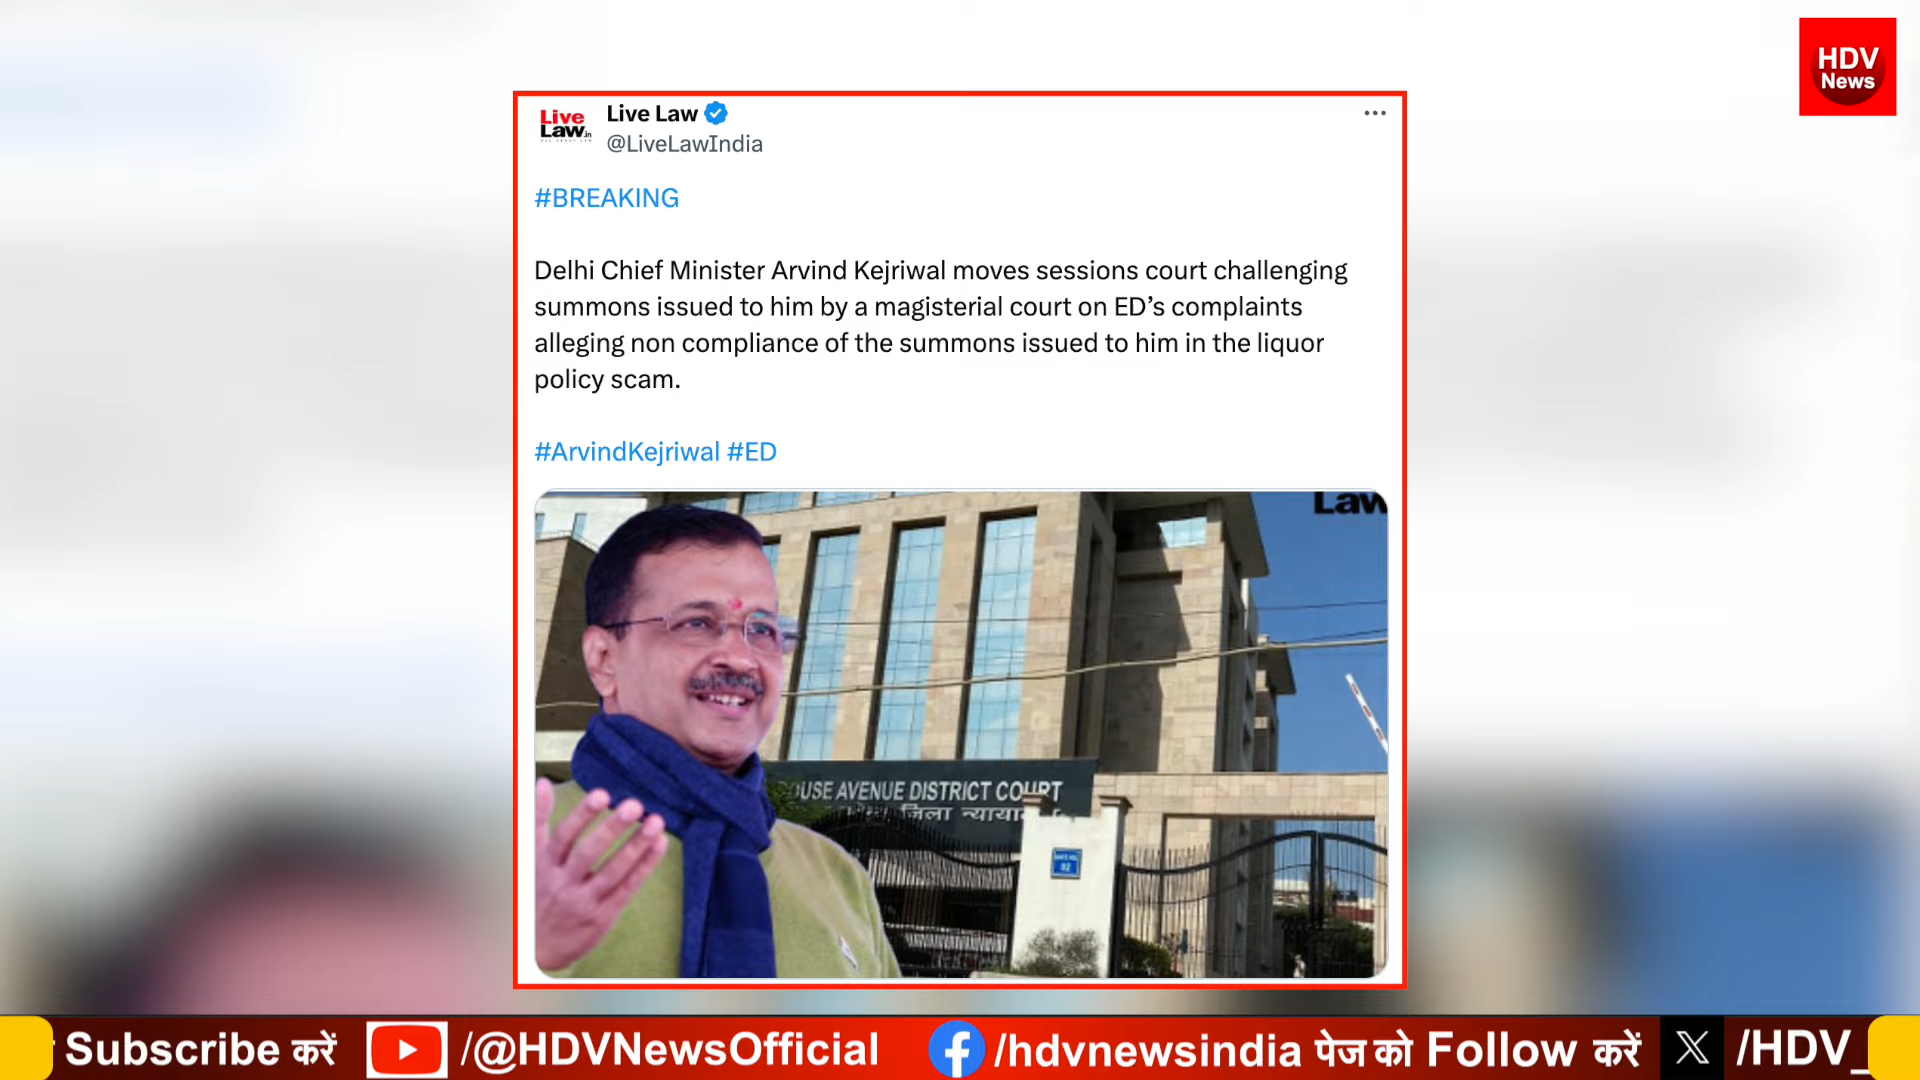 HDV
News
Live
Law.in
Live Law
@LiveLawIndia
#BREAKING
Delhi Chief Minister Arvind Kejriwal moves sessions court challenging
summons issued to him by a magisterial court on ED’s complaints
alleging non compliance of the summons issued to him in the liquor
policy scam.
#ArvindKejriwal #ED
Law
OUSE AVENUE DISTRICT COURT
जिला
Subscribe करें /@HDVNewsOfficial /hdvnewsindia पेज को Follow करें X /HDV_